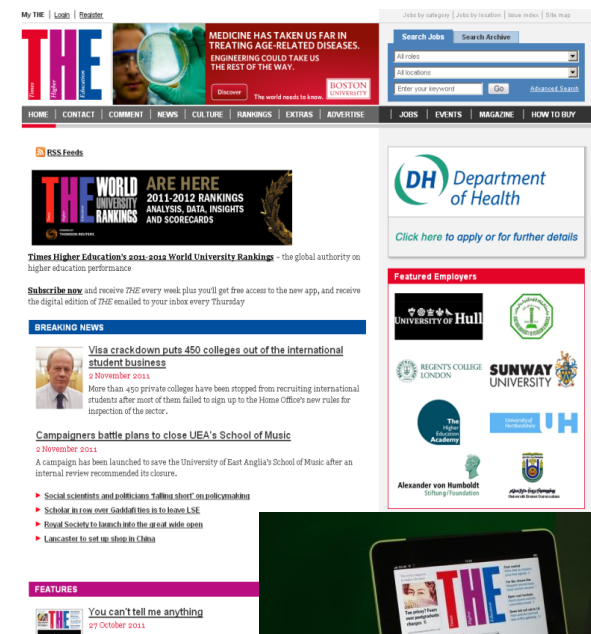 My THE | Login | Register
Jobs by category | Jobs by location | Issue index | Site map
THE
Times Higher Education
MEDICINE HAS TAKEN US FAR IN
TREATING AGE-RELATED DISEASES.
ENGINEERING COULD TAKE US
THE REST OF THE WAY.
Discover
The world needs to know.
BOSTON
UNIVERSITY
Search Jobs
Search Archive
All roles
All locations
Enter your keyword
Go
Advanced Search
HOME | CONTACT | COMMENT | NEWS | CULTURE | RANKINGS | EXTRAS | ADVERTISE
| JOBS | EVENTS | MAGAZINE | HOW TO BUY
RSS Feeds
THE WORLD
UNIVERSITY
RANKINGS
ARE HERE
2011-2012 RANKINGS
ANALYSIS, DATA, INSIGHTS
AND SCORECARDS
POWERED BY
THOMSON REUTERS
Times Higher Education's 2011-2012 World University Rankings - the global authority on
higher education performance
Subscribe now and receive THE every week plus you'll get free access to the new app, and receive
the digital edition of THE emailed to your inbox every Thursday
BREAKING NEWS
Visa crackdown puts 450 colleges out of the international
student business
2 November 2011
More than 450 private colleges have been stopped from recruiting international
students after most of them failed to sign up to the Home Office's new rules for
inspection of the sector.
Campaigners battle plans to close UEA's School of Music
2 November 2011
A campaign has been launched to save the University of East Anglia's School of Music after an
internal review recommended its closure.
Social scientists and politicians 'falling short' on policymaking
Scholar in row over Gaddafi ties is to leave LSE
Royal Society to launch into the great wide open
Lancaster to set up shop in China
FEATURES
You can't tell me anything
27 October 2011
DH Department
of Health
Click here to apply or for further details
Featured Employers
UNIVERSITY OF Hull
REGENT'S COLLEGE
LONDON
SUNWAY
UNIVERSITY
The
Higher
Education
Academy
University of
Hertfordshire UH
Alexander von Humboldt
Stiftung/Foundation
Universiti Brunei Darussalam
THE